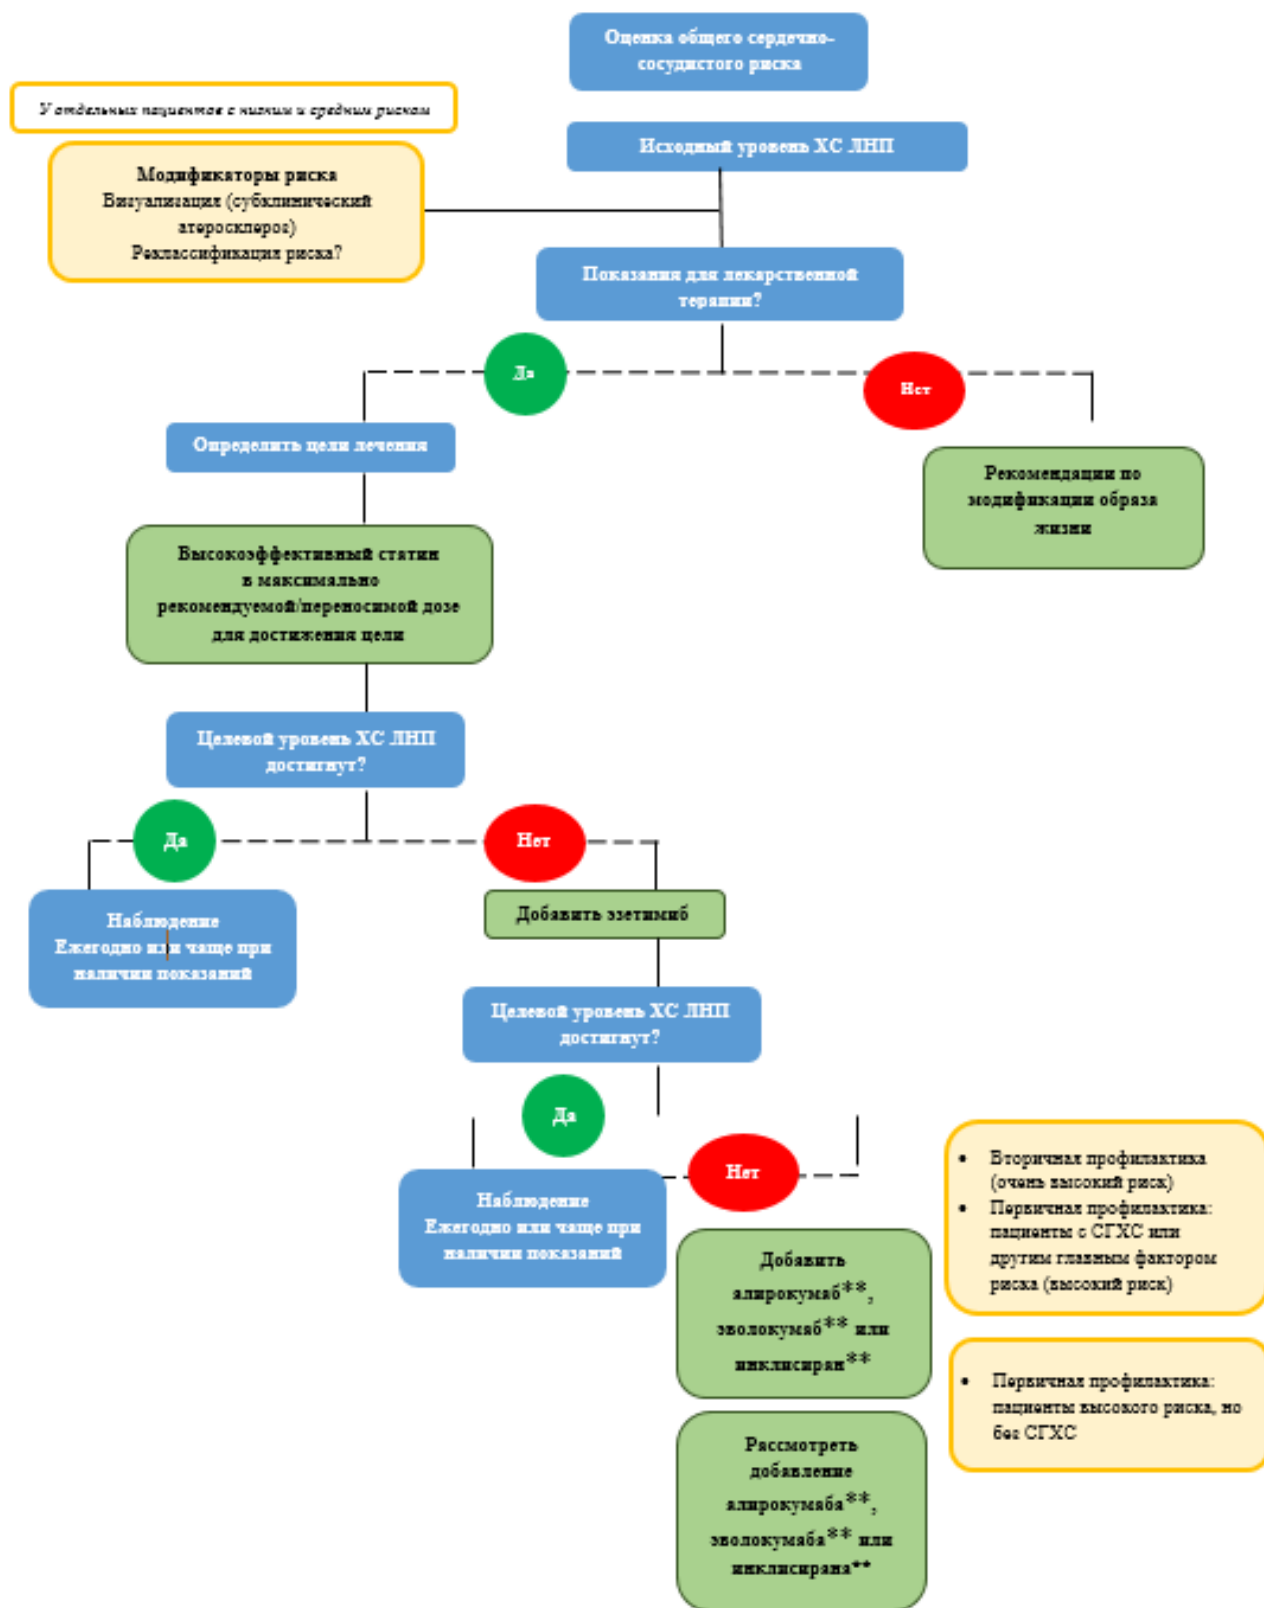 Оценка общего сердечно-
сосудистого риска
У отдельных пациентов с низким и средним риском
Исходный уровень ХС ЛНП
Модификаторы риска
Визуализация (субклинический
атеросклероз)
Реклассификация риска?
Показания для лекарственной
терапии?
Да
Нет
Определить цели лечения
Рекомендации по
модификации образа
жизни
Высокоэффективный статин
в максимально
рекомендуемой/переносимой дозе
для достижения цели
Целевой уровень ХС ЛНП
достигнут?
Да
Нет
Наблюдение
Ежегодно или чаще при
наличии показаний
Добавить эзетимиб
Целевой уровень ХС ЛНП
достигнут?
Да
Нет
Наблюдение
Ежегодно или чаще при
наличии показаний
• Вторичная профилактика
(очень высокий риск)
• Первичная профилактика:
пациенты с СГХС или
другим главным фактором
риска (высокий риск)
Добавить
алирокумаб**,
эволокумаб** или
инклисиран**
• Первичная профилактика:
пациенты высокого риска, но
без СГХС
Рассмотреть
добавление
алирокумаба**,
эволокумаба** или
инклисирана**